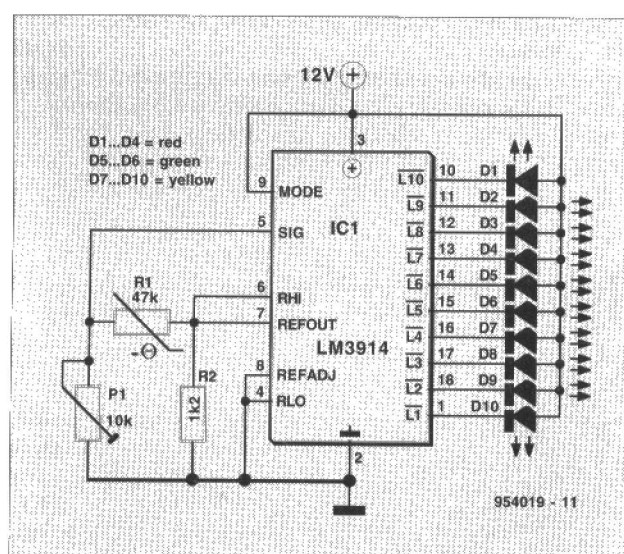 12V
D1...D4 = red
D5...D6 = green
D7...D10 = yellow
3
9 MODE
L10 10 D1
L9 11 D2
IC1
5 SIG
L8 12 D3
L7 13 D4
R1
47k
L6 14 D5
6 RHI
L5 15 D6
7 REFOUT
L4 16 D7
LM3914
L3 17 D8
R2
8 REFADJ
P1
L2 18 D9
10k
1k2
4 RLO
L1 1 D10
2
954019 - 11